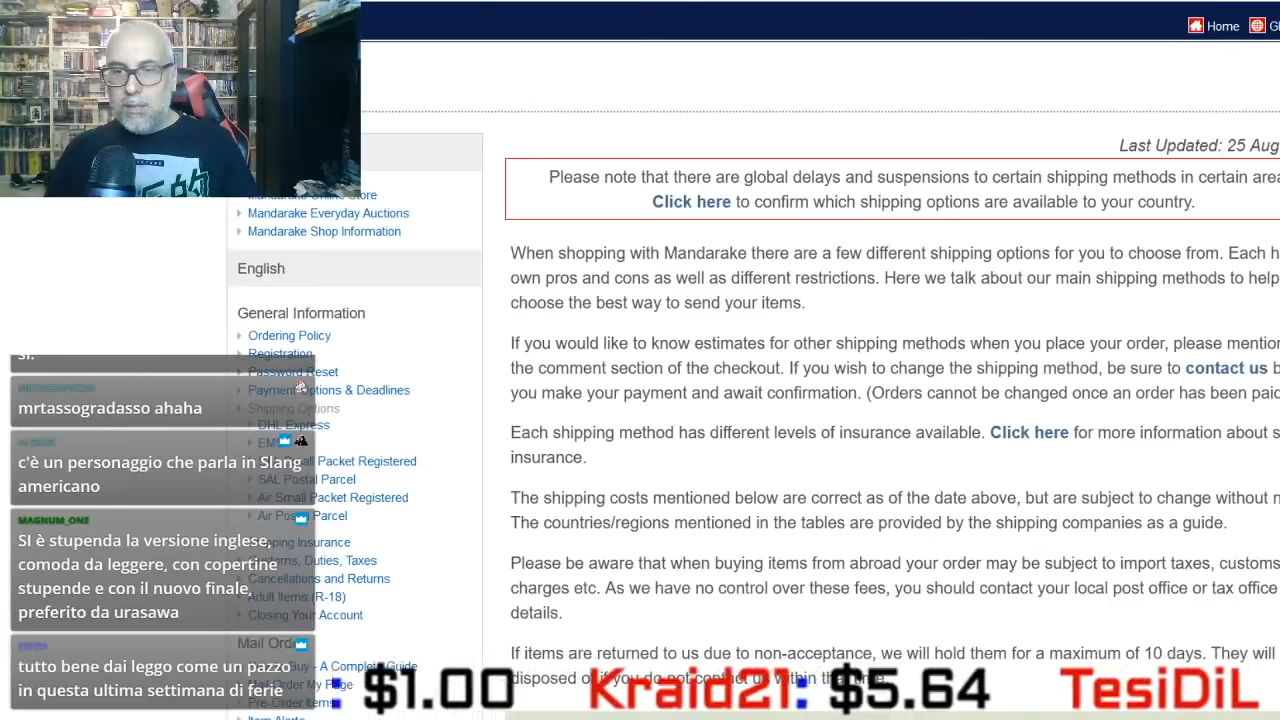 Home
Last Updated: 25 Aug
Please note that there are global delays and suspensions to certain shipping methods in certain area
Click here to confirm which shipping options are available to your country.
Mandarake Online Store
Mandarake Everyday Auctions
Mandarake Shop Information
English
General Information
Ordering Policy
Registration
Password Reset
Payment Options & Deadlines
Shipping Options
DHL Express
EMS
Small Packet Registered
SAL Postal Parcel
Air Small Packet Registered
Air Postal Parcel
Shipping Insurance
Customs, Duties, Taxes
Cancellations and Returns
Adult Items (R-18)
Closing Your Account
Mail Order
Buy - A Complete Guide
Mail Order My Page
Pre-Order Items
Item Alerts
When shopping with Mandarake there are a few different shipping options for you to choose from. Each h
own pros and cons as well as different restrictions. Here we talk about our main shipping methods to help
choose the best way to send your items.
If you would like to know estimates for other shipping methods when you place your order, please mention
the comment section of the checkout. If you wish to change the shipping method, be sure to contact us b
you make your payment and await confirmation. (Orders cannot be changed once an order has been paid
Each shipping method has different levels of insurance available. Click here for more information about s
insurance.
The shipping costs mentioned below are correct as of the date above, but are subject to change without n
The countries/regions mentioned in the tables are provided by the shipping companies as a guide.
Please be aware that when buying items from abroad your order may be subject to import taxes, customs
charges etc. As we have no control over these fees, you should contact your local post office or tax office
details.
If items are returned to us due to non-acceptance, we will hold them for a maximum of 10 days. They will
disposed of if you do not contact us within that time.
sì.
mrtassogradasso ahaha
c'è un personaggio che parla in Slang
americano
MAGNUM_ONE
SI è stupenda la versione inglese,
comoda da leggere, con copertine
stupende e con il nuovo finale,
preferito da urasawa
tutto bene dai leggo come un pazzo
in questa ultima settimana di ferie
: $1.00 Krair21: $5.64 TesDiL